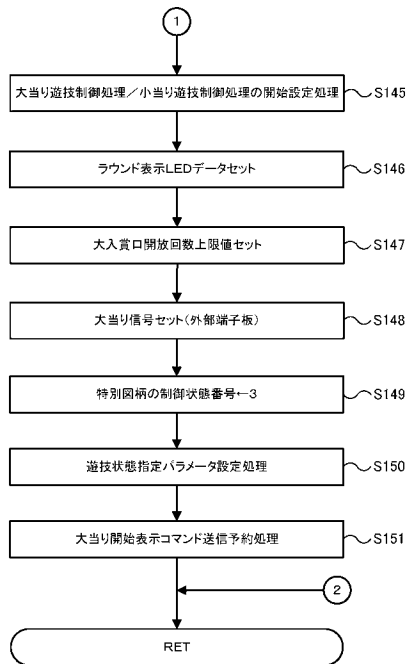 1
大当り遊技制御処理／小当り遊技制御処理の開始設定処理 S145
ラウンド表示LEDデータセット S146
大入賞口開放回数上限値セット S147
大当り信号セット(外部端子板) S148
特別図柄の制御状態番号←3 S149
遊技状態指定パラメータ設定処理 S150
大当り開始表示コマンド送信予約処理 S151
2
RET